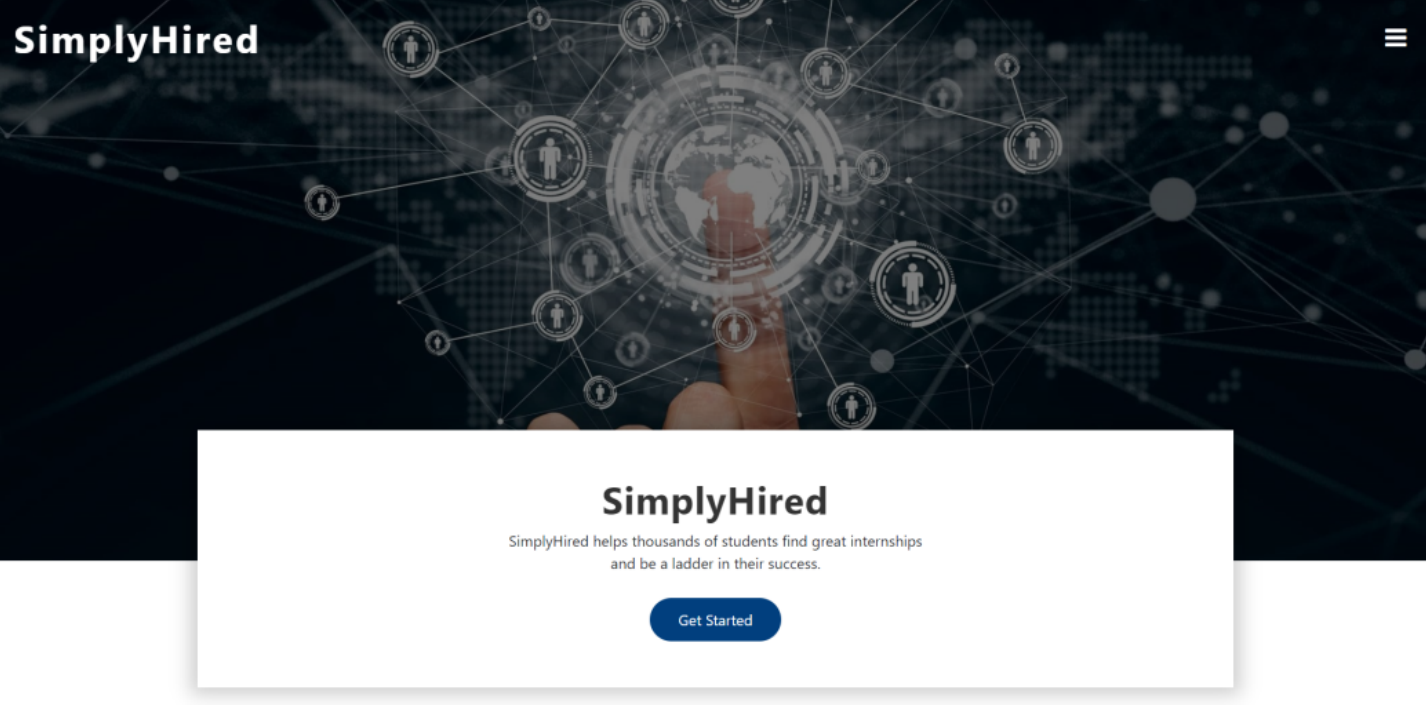 SimplyHired
SimplyHired
SimplyHired helps thousands of students find great internships
and be a ladder in their success.
Get Started